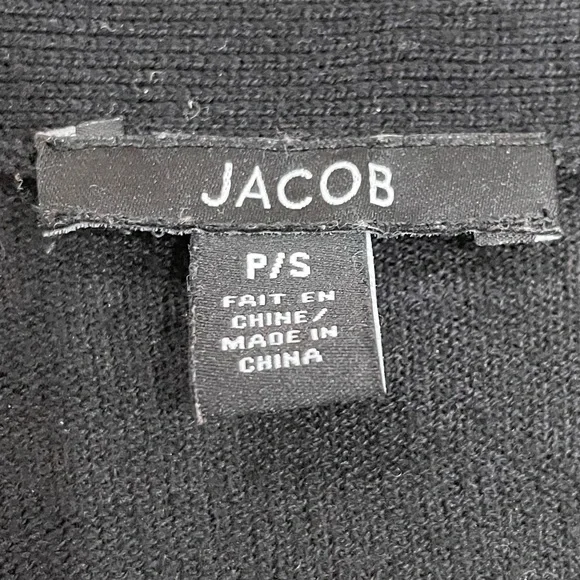 JACOB
P/S
FAIT EN
CHINE/
MADE IN
CHINA